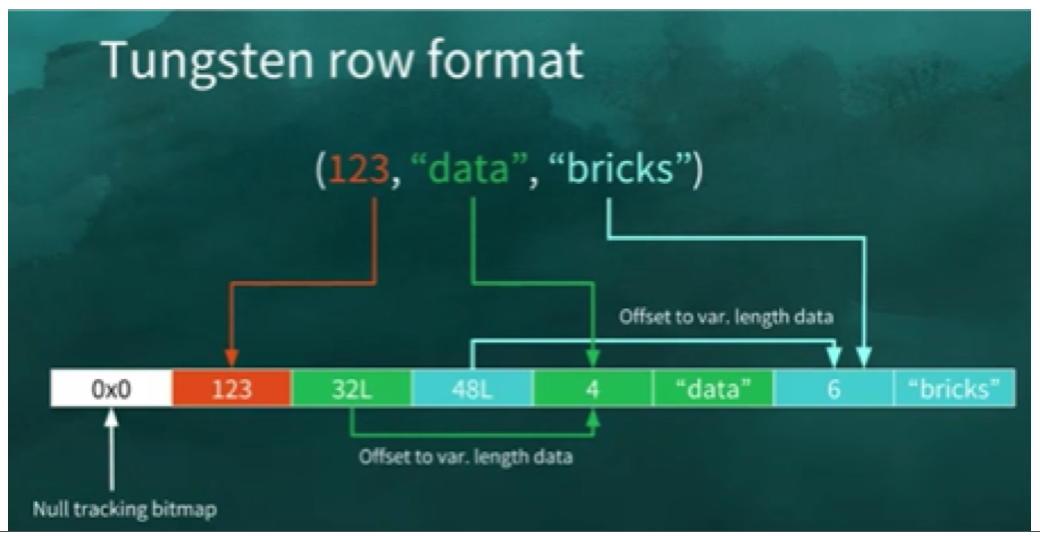 Tungsten row format
(123, “data”, “bricks”)
Offset to var. length data
0x0 123 32L 48L 4 “data” 6 “bricks”
Offset to var. length data
Null tracking bitmap